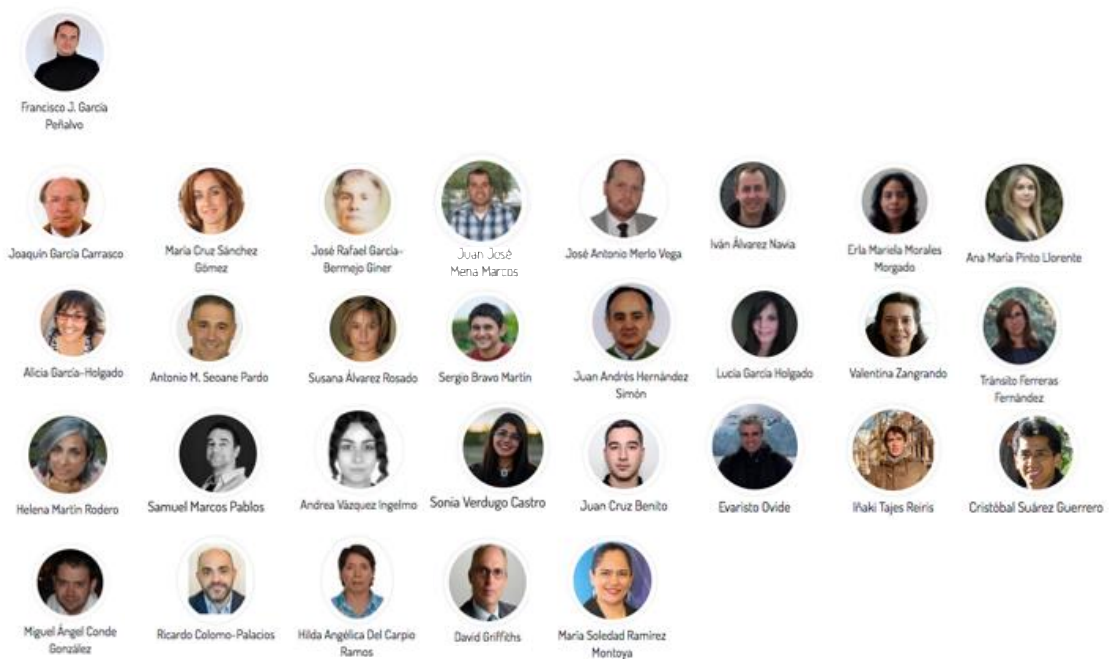 Francisco J. García
Peñalvo
Joaquín García Carrasco
María Cruz Sánchez
Gómez
José Rafael García-
Bermejo Giner
Juan José
Mena Marcos
José Antonio Merlo Vega
Iván Álvarez Navia
Erla Mariela Morales
Morgado
Ana María Pinto Llorente
Alicia García-Holgado
Antonio M. Seoane Pardo
Susana Álvarez Rosado
Sergio Bravo Martín
Juan Andrés Hernández
Simón
Lucía García Holgado
Valentina Zangrando
Tránsito Ferreras
Fernández
Helena Martín Rodero
Samuel Marcos Pablos
Andrea Vázquez Ingelmo
Sonia Verdugo Castro
Juan Cruz Benito
Evaristo Ovide
Iñaki Tajes Reiris
Cristóbal Suárez Guerrero
Miguel Ángel Conde
González
Ricardo Colomo-Palacios
Hilda Angélica Del Carpio
Ramos
David Griffiths
María Soledad Ramírez
Montoya